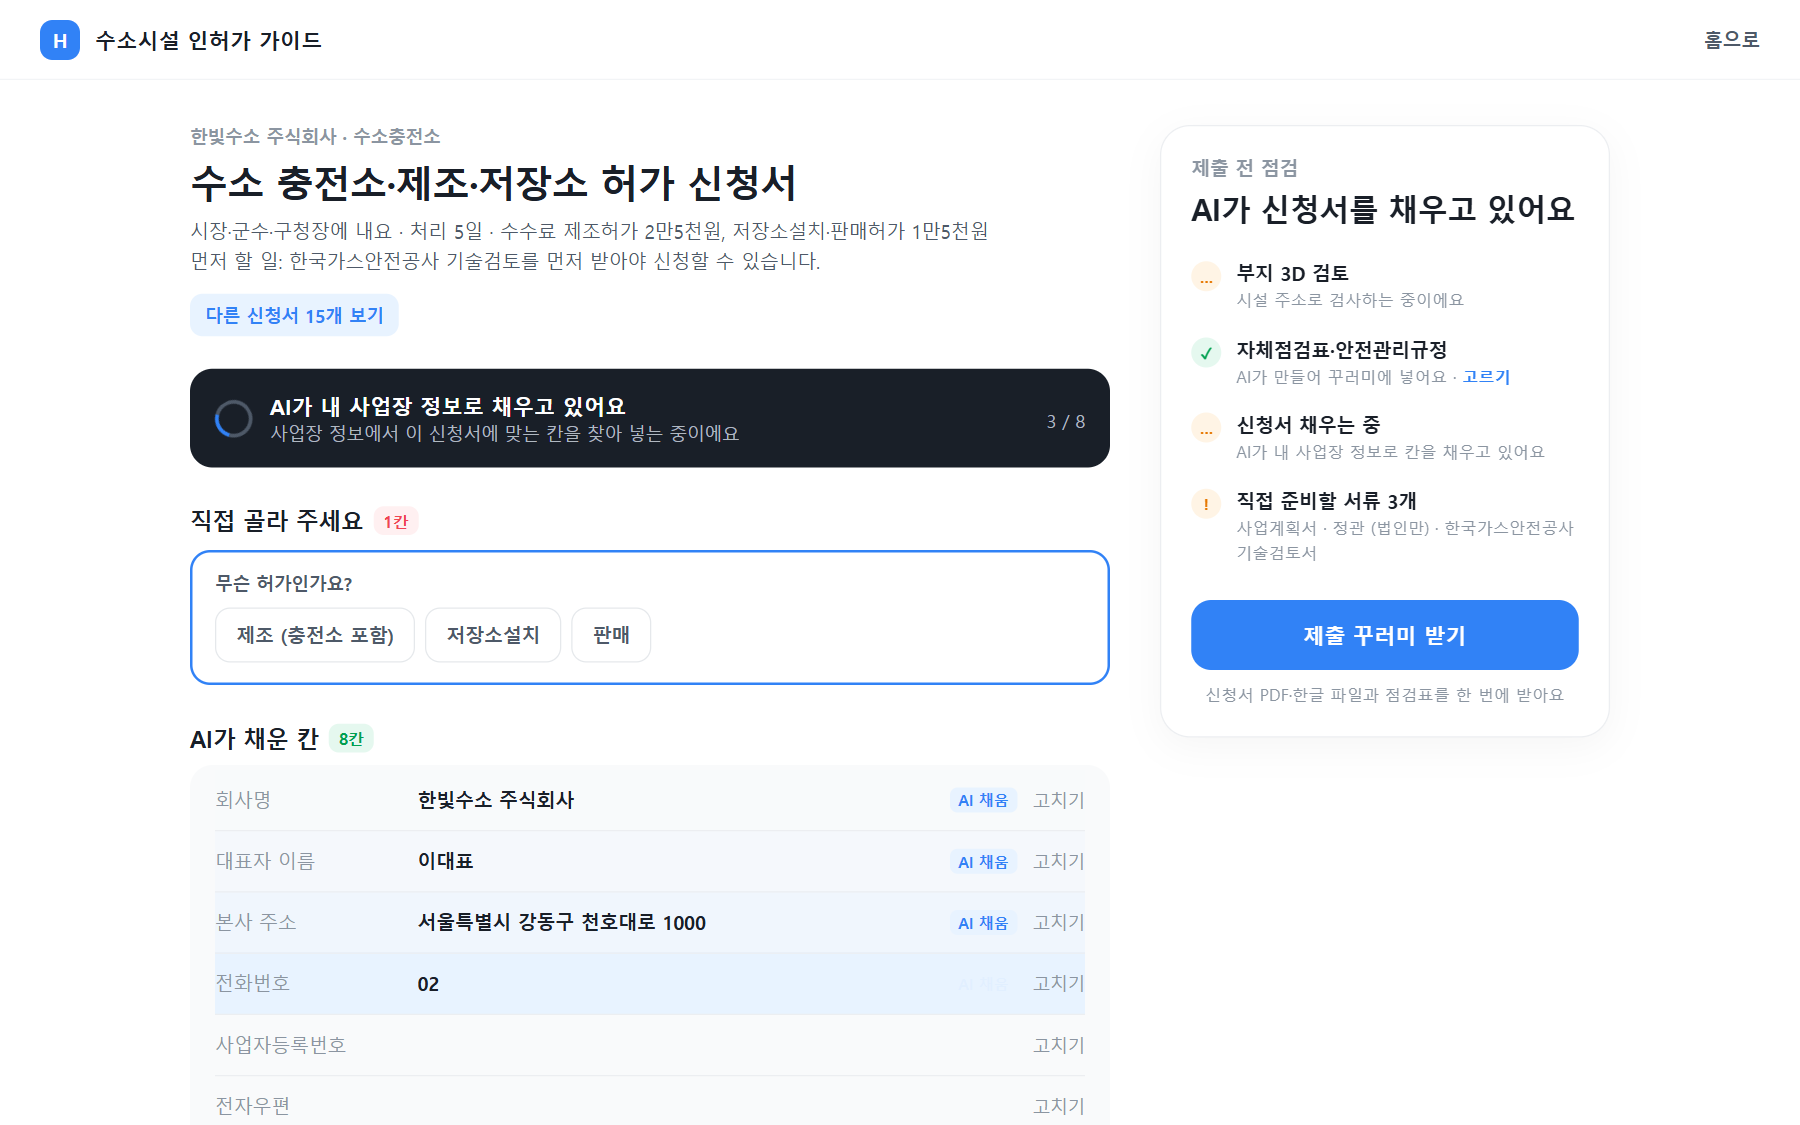 H 수소시설 인허가 가이드
홈으로
한빛수소 주식회사 · 수소충전소
수소 충전소·제조·저장소 허가 신청서
시장·군수·구청장에 내요 · 처리 5일 · 수수료 제조허가 2만5천원, 저장소설치·판매허가 1만5천원
먼저 할 일: 한국가스안전공사 기술검토를 먼저 받아야 신청할 수 있습니다.
다른 신청서 15개 보기
AI가 내 사업장 정보로 채우고 있어요
사업장 정보에서 이 신청서에 맞는 칸을 찾아 넣는 중이에요
3 / 8
직접 골라 주세요 1칸
무슨 허가인가요?
제조 (충전소 포함) 저장소설치 판매
AI가 채운 칸 8칸
회사명 한빛수소 주식회사 AI 채움 고치기
대표자 이름 이대표 AI 채움 고치기
본사 주소 서울특별시 강동구 천호대로 1000 AI 채움 고치기
전화번호 02 AI 채움 고치기
사업자등록번호 고치기
전자우편 고치기
제출 전 점검
AI가 신청서를 채우고 있어요
... 부지 3D 검토
시설 주소로 검사하는 중이에요
✓ 자체점검표·안전관리규정
AI가 만들어 꾸러미에 넣어요 · 고르기
... 신청서 채우는 중
AI가 내 사업장 정보로 칸을 채우고 있어요
! 직접 준비할 서류 3개
사업계획서 · 정관 (법인만) · 한국가스안전공사
기술검토서
제출 꾸러미 받기
신청서 PDF·한글 파일과 점검표를 한 번에 받아요